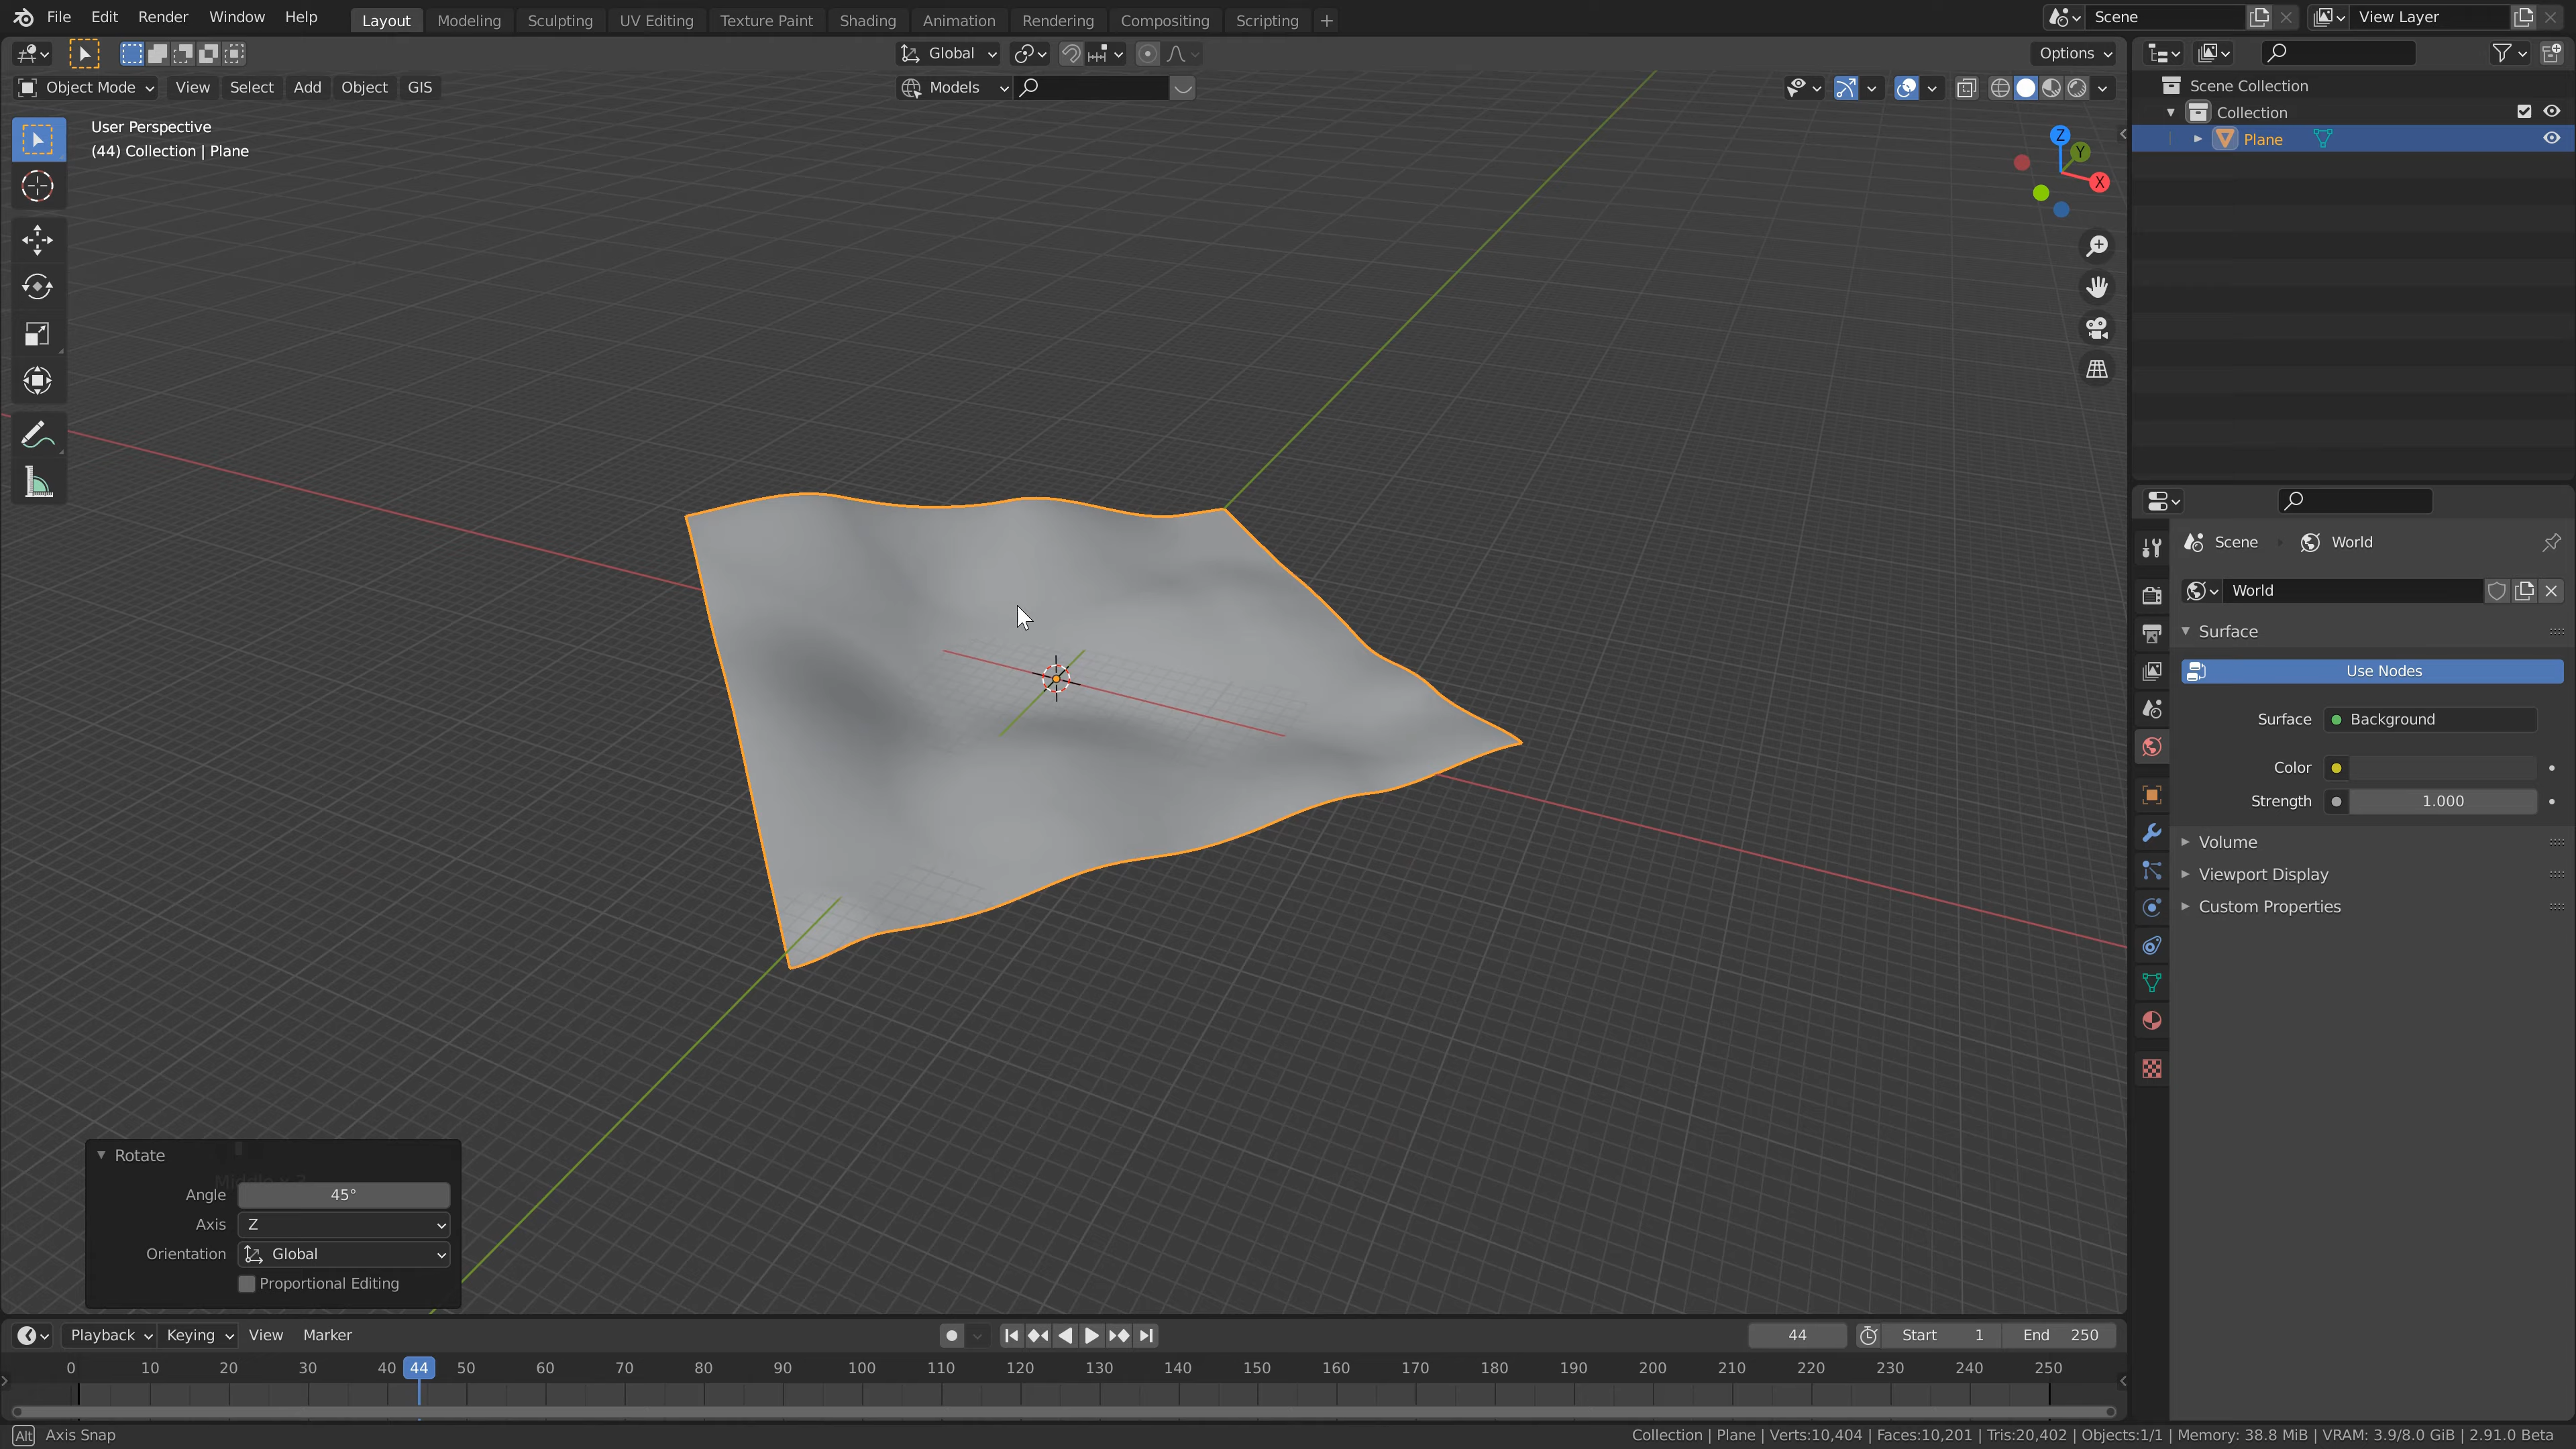 File Edit Render Window Help Layout Modeling Sculpting UV Editing Texture Paint Shading Animation Rendering Compositing Scripting + Scene View Layer
Global Options
Object Mode View Select Add Object GIS Models
User Perspective
(44) Collection | Plane
Z
Y
X
Scene Collection
Collection
Plane
Scene World
World
Surface
Use Nodes
Surface Background
Color
Strength 1.000
Volume
Viewport Display
Custom Properties
Rotate
Angle 45°
Axis Z
Orientation Global
Proportional Editing
Playback Keying View Marker 44 Start 1 End 250
0 10 20 30 40 44 50 60 70 80 90 100 110 120 130 140 150 160 170 180 190 200 210 220 230 240 250
Alt Axis Snap Collection | Plane | Verts:10,404 | Faces:10,201 | Tris:20,402 | Objects:1/1 | Memory: 38.8 MiB | VRAM: 3.9/8.0 GiB | 2.91.0 Beta